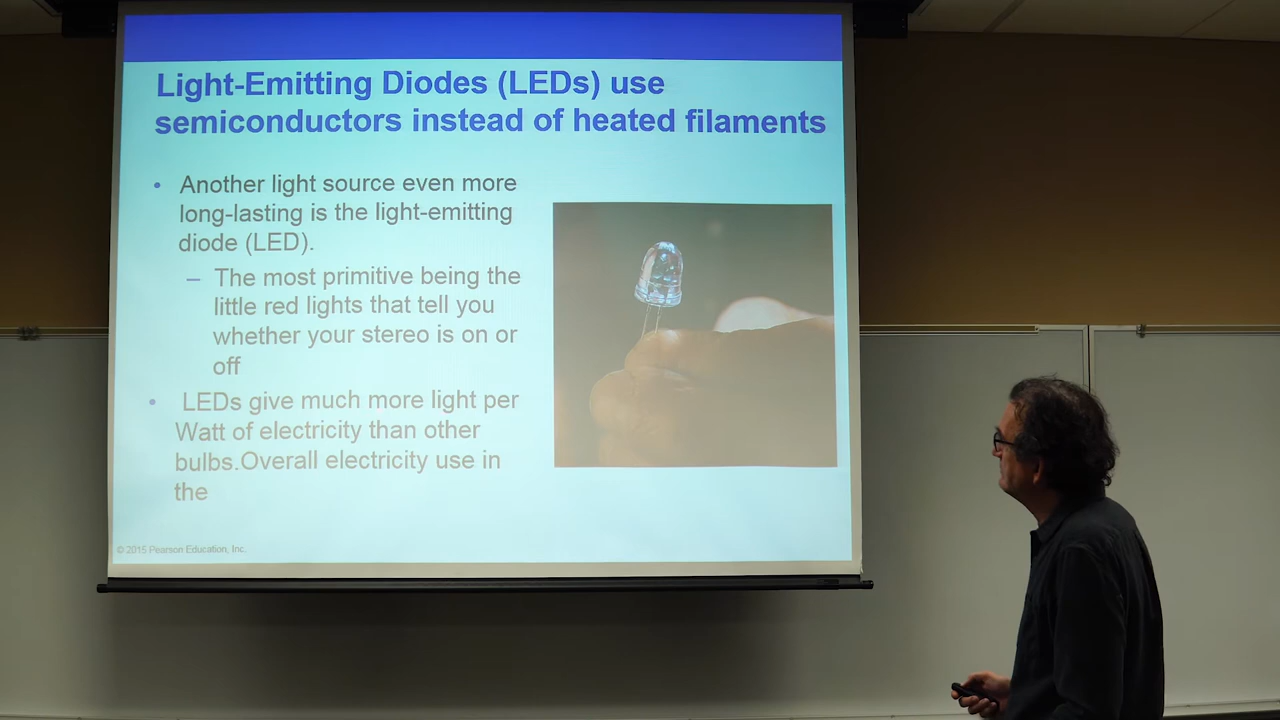 Light-Emitting Diodes (LEDs) use
semiconductors instead of heated filaments
• Another light source even more
long-lasting is the light-emitting
diode (LED).
– The most primitive being the
little red lights that tell you
whether your stereo is on or
off
• LEDs give much more light per
Watt of electricity than other
bulbs.Overall electricity use in
the
© 2015 Pearson Education, Inc.